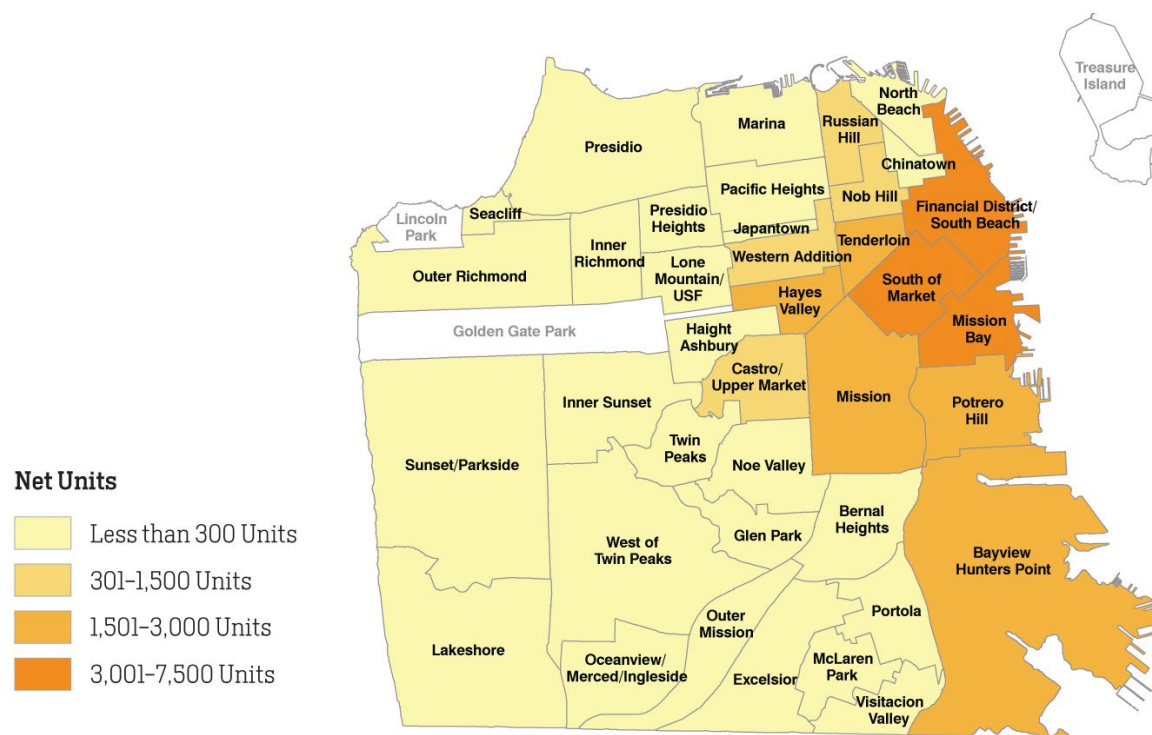 Treasure
Island
North
Beach
Marina
Russian
Hill
Presidio
Chinatown
Pacific Heights
Nob Hill
Lincoln
Park
Seacliff
Presidio
Heights
Financial District/
South Beach
Japantown
Inner
Richmond
Tenderloin
Western Addition
Lone
Mountain/
USF
Outer Richmond
South of
Market
Hayes
Valley
Golden Gate Park
Haight
Ashbury
Mission
Bay
Castro/
Upper Market
Inner Sunset
Mission
Potrero
Hill
Twin
Peaks
Sunset/Parkside
Noe Valley
Net Units
Less than 300 Units
301–1,500 Units
1,501–3,000 Units
3,001–7,500 Units
Bernal
Heights
Glen Park
West of
Twin Peaks
Bayview
Hunters Point
Outer
Mission
Portola
Lakeshore
Oceanview/
Merced/Ingleside
McLaren
Park
Excelsior
Visitacion
Valley